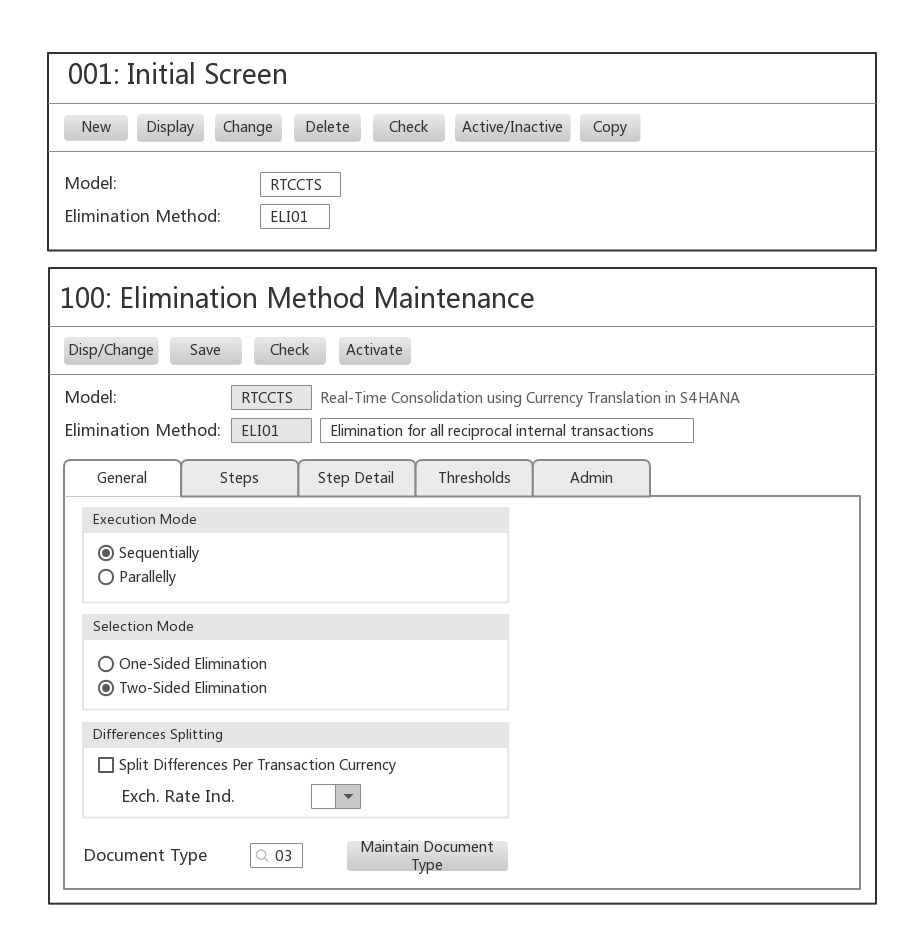 001: Initial Screen
New Display Change Delete Check Active/Inactive Copy
Model: RTCCTS
Elimination Method: ELI01
100: Elimination Method Maintenance
Disp/Change Save Check Activate
Model: RTCCTS Real-Time Consolidation using Currency Translation in S4HANA
Elimination Method: ELI01 Elimination for all reciprocal internal transactions
General Steps Step Detail Thresholds Admin
Execution Mode
Sequentially
Parallelly
Selection Mode
One-Sided Elimination
Two-Sided Elimination
Differences Splitting
Split Differences Per Transaction Currency
Exch. Rate Ind.
Document Type 03 Maintain Document
Type